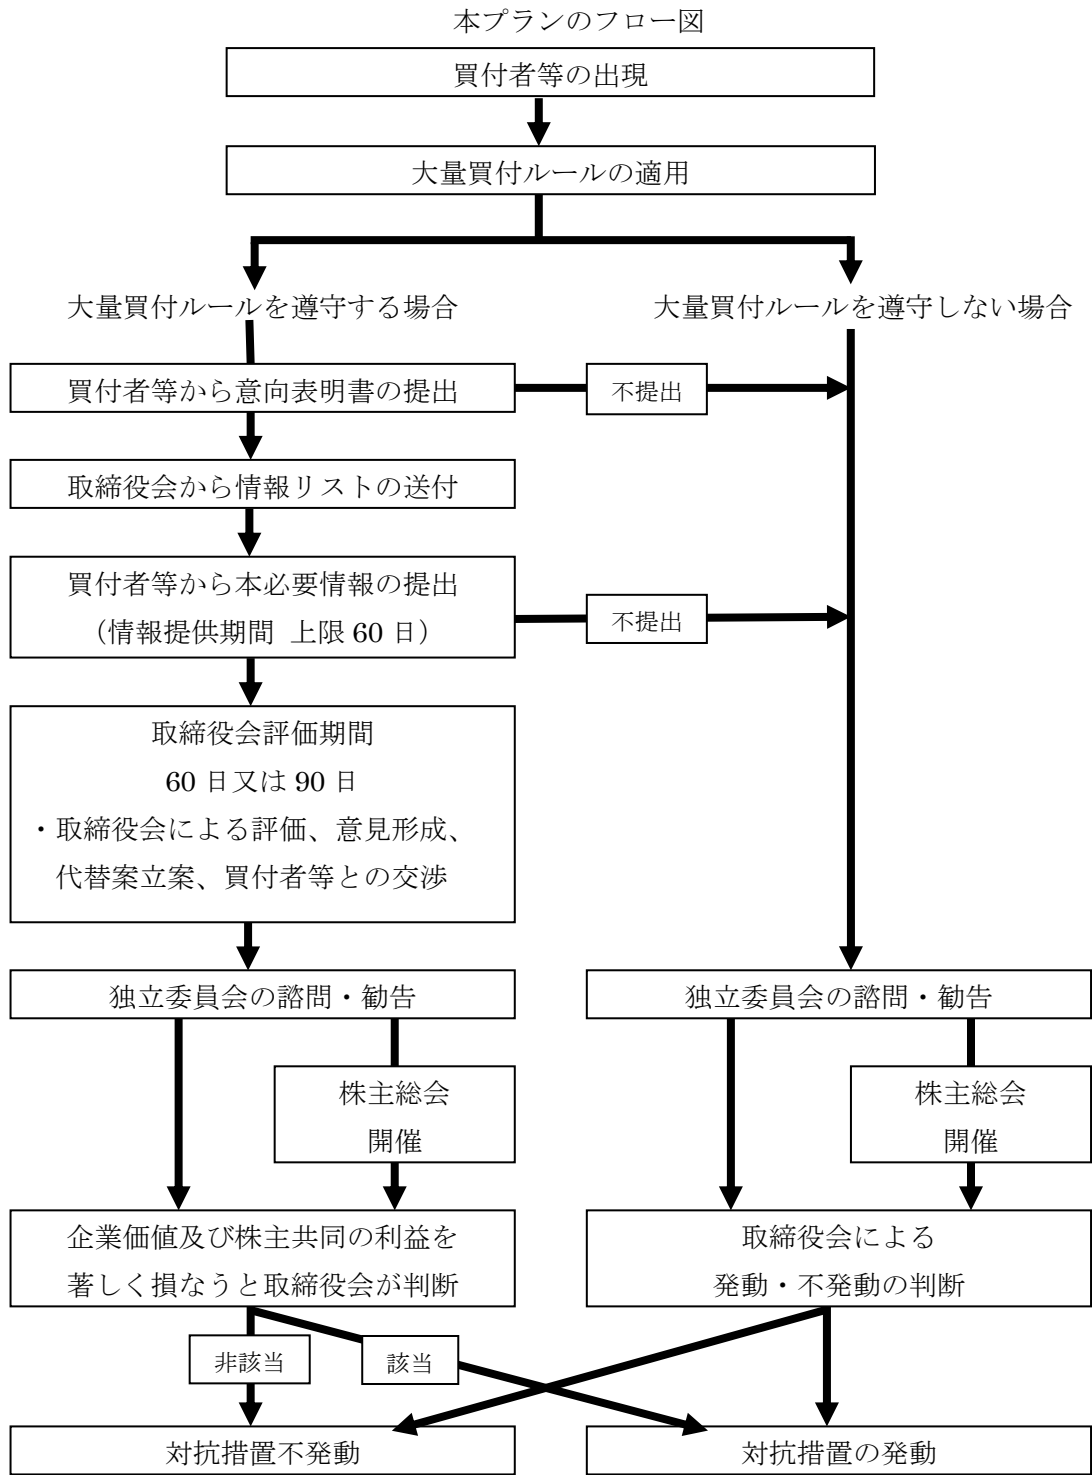 本プランのフロー図
買付者等の出現
大量買付ルールの適用
大量買付ルールを遵守する場合
大量買付ルールを遵守しない場合
買付者等から意向表明書の提出
不提出
取締役会から情報リストの送付
買付者等から本必要情報の提出
（情報提供期間 上限 60 日）
不提出
取締役会評価期間
60 日又は 90 日
・取締役会による評価、意見形成、
代替案立案、買付者等との交渉
独立委員会の諮問・勧告
独立委員会の諮問・勧告
株主総会
開催
株主総会
開催
企業価値及び株主共同の利益を
著しく損なうと取締役会が判断
取締役会による
発動・不発動の判断
非該当
該当
対抗措置不発動
対抗措置の発動